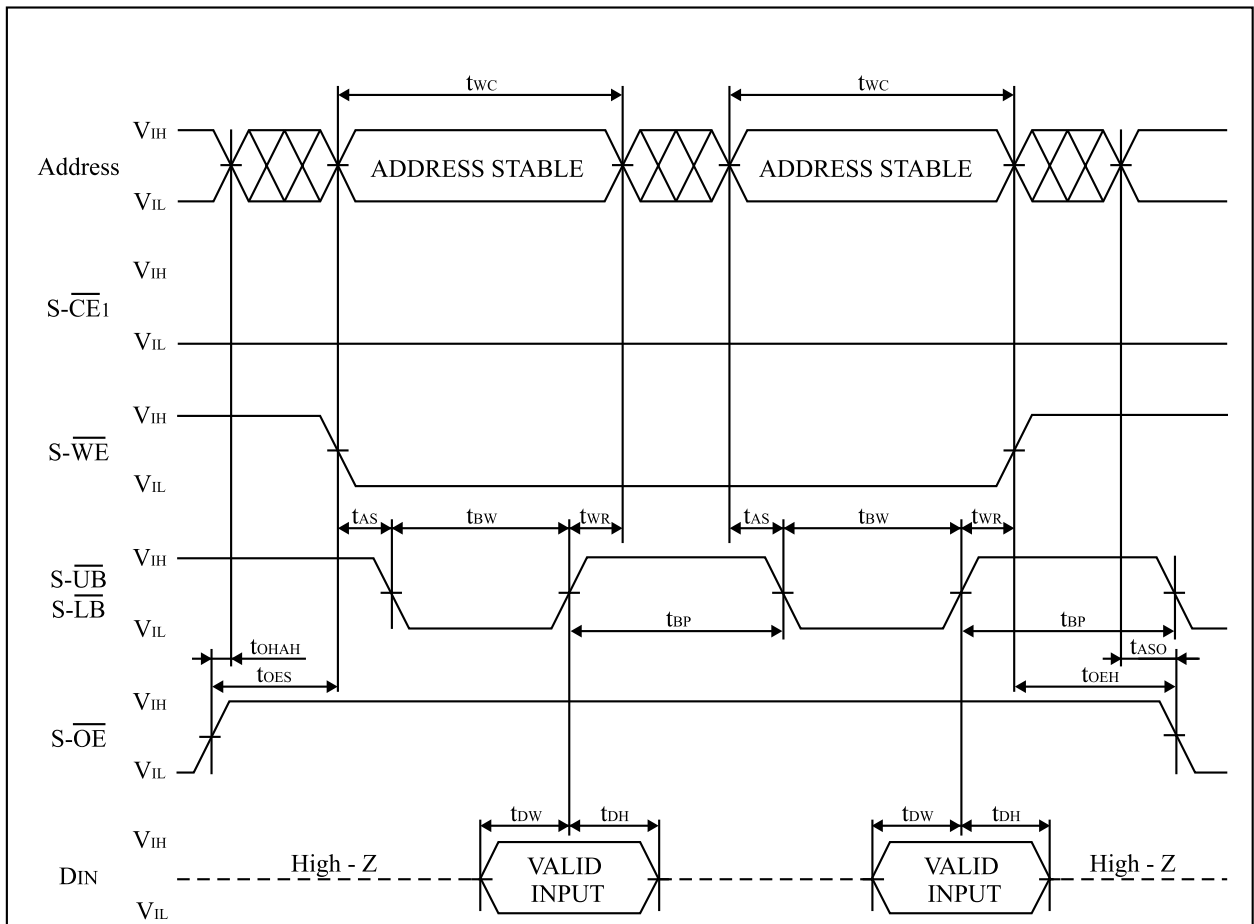 tWC tWC
VIH
Address ADDRESS STABLE ADDRESS STABLE
VIL
VIH
S-CE1
VIL
VIH
S-WE
VIL
tAS tBW tWR tAS tBW tWR
VIH
S-UB
S-LB
VIL
tBP tBP
tOHAH tASO
tOES tOEH
VIH
S-OE
VIL
tDW tDH tDW tDH
VIH
High - Z VALID VALID High - Z
DIN INPUT INPUT
VIL